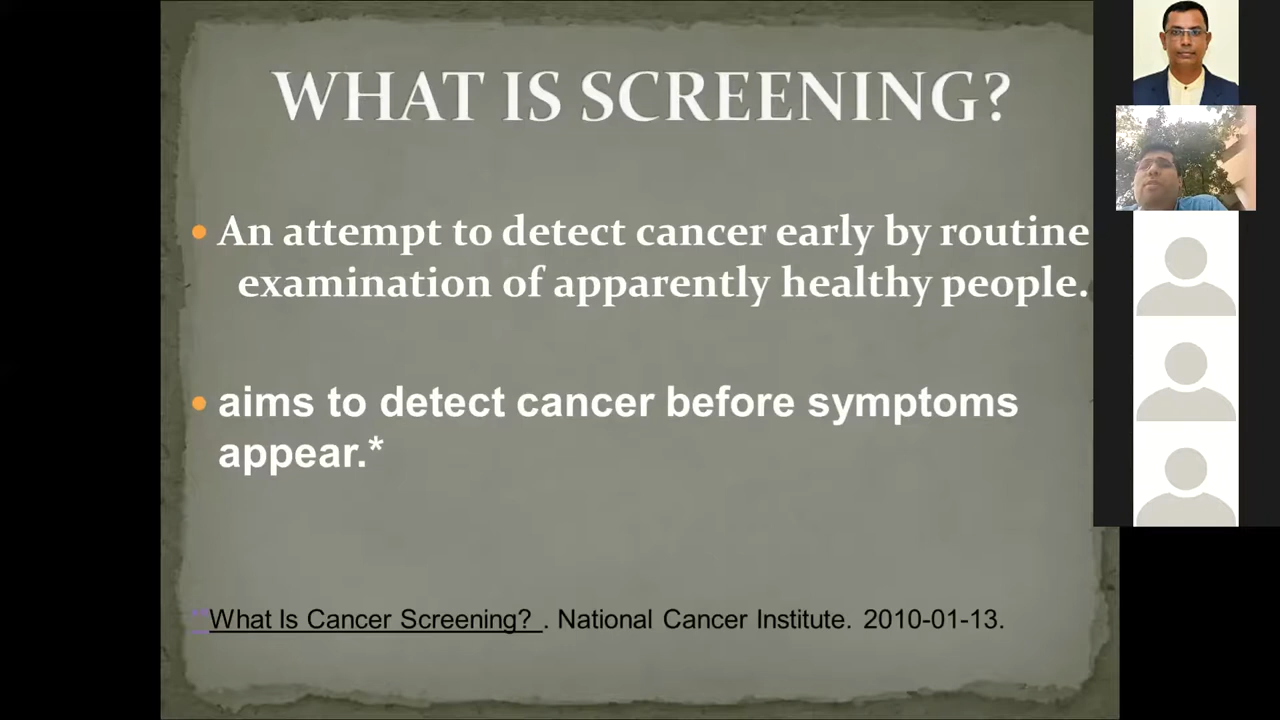 WHAT IS SCREENING?
• An attempt to detect cancer early by routine
examination of apparently healthy people.
• aims to detect cancer before symptoms
appear.*
What Is Cancer Screening? . National Cancer Institute. 2010-01-13.